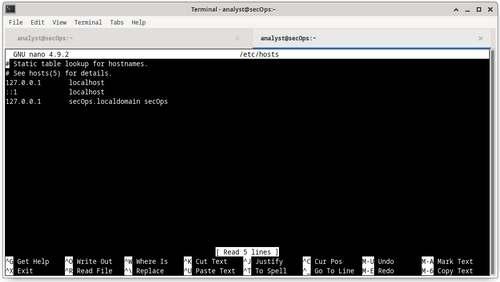 Terminal - analyst@secOps:~
File Edit View Terminal Tabs Help
analyst@secOps:~ × analyst@secOps:~ ×
GNU nano 4.9.2 /etc/hosts
# Static table lookup for hostnames.
# See hosts(5) for details.
127.0.0.1 localhost
::1 localhost
127.0.0.1 secOps.localdomain secOps
[ Read 5 lines ]
^G Get Help ^O Write Out ^W Where Is ^K Cut Text ^J Justify ^C Cur Pos M-U Undo M-A Mark Text
^X Exit ^R Read File ^\ Replace ^U Paste Text ^T To Spell ^_ Go To Line M-E Redo M-6 Copy Text